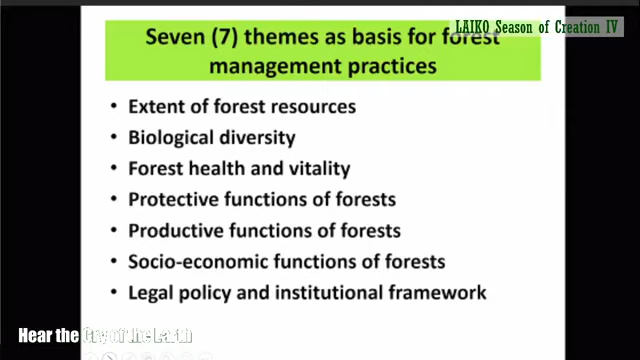 LAIKO Season of Creation IV
Seven (7) themes as basis for forest
management practices
• Extent of forest resources
• Biological diversity
• Forest health and vitality
• Protective functions of forests
• Productive functions of forests
• Socio-economic functions of forests
• Legal policy and institutional framework
Hear the Cry of the Earth